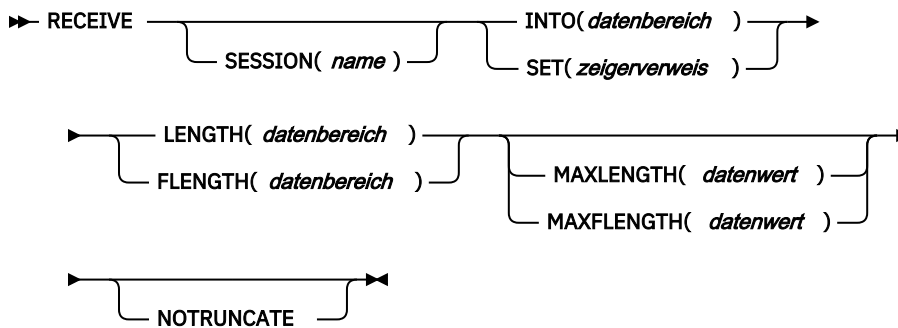 RECEIVE INTO( datenbereich )
SESSION( name ) SET( zeigerverweis )
LENGTH( datenbereich )
FLENGTH( datenbereich ) MAXLENGTH( datenwert )
MAXFLENGTH( datenwert )
NOTRUNCATE